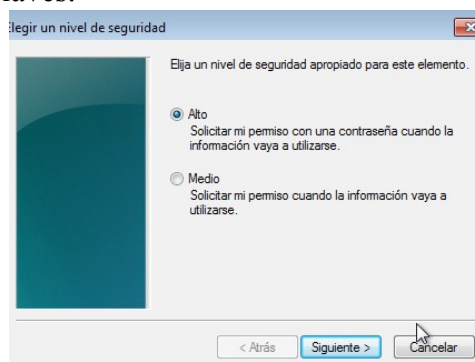 Elegir un nivel de seguridad
Elija un nivel de seguridad apropiado para este elemento.
Alto
Solicitar mi permiso con una contraseña cuando la
información vaya a utilizarse.
Medio
Solicitar mi permiso cuando la información vaya a
utilizarse.
< Atrás
Siguiente >
Cancelar